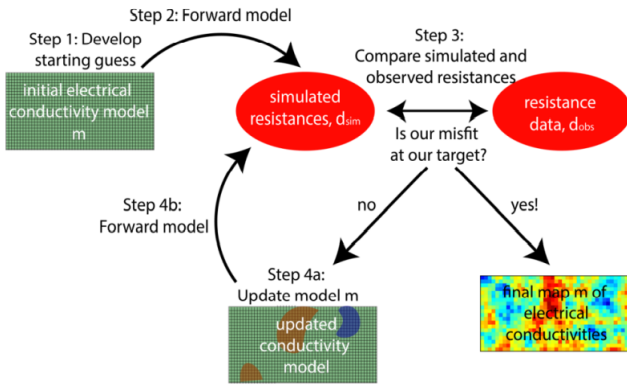 Step 2: Forward model
Step 1: Develop
starting guess
initial electrical
conductivity model
m
simulated
resistances, dsim
Step 3:
Compare simulated and
observed resistances
resistance
data, dobs
Is our misfit
at our target?
no
yes!
Step 4b:
Forward model
Step 4a:
Update model m
updated
conductivity
model
final map m of
electrical
conductivities